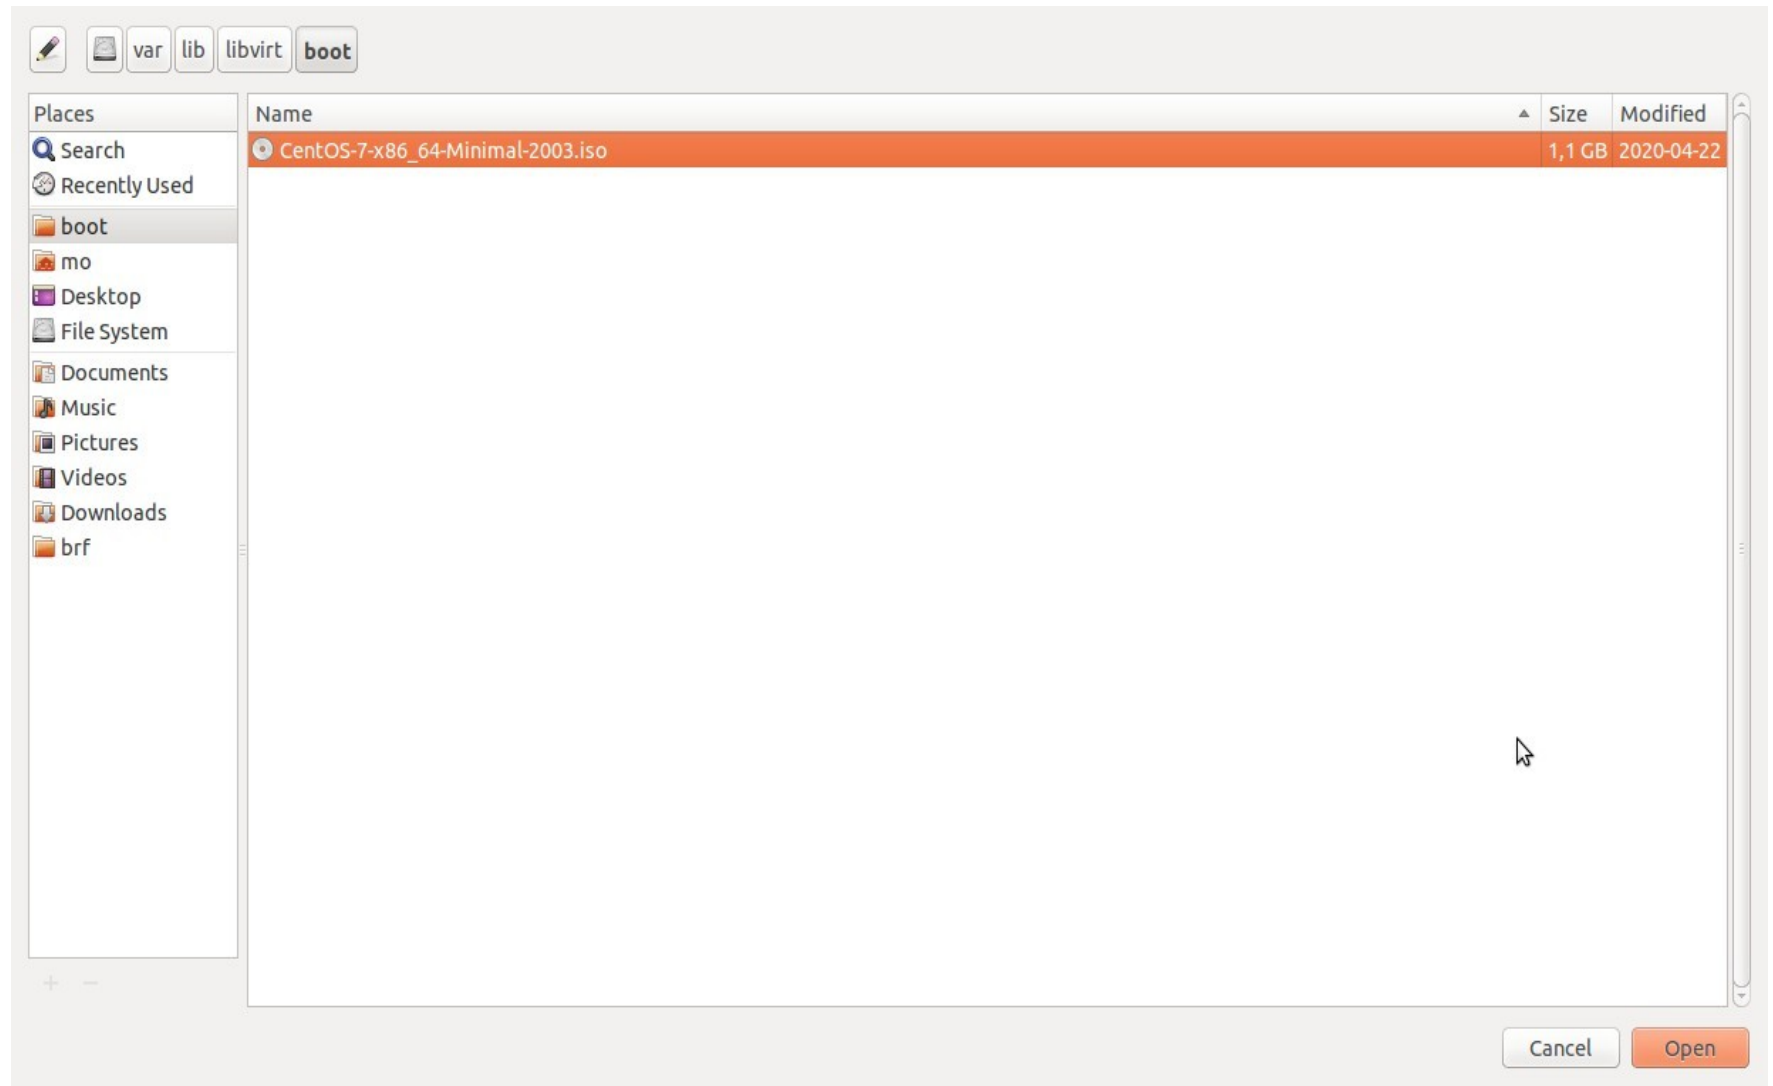 var lib libvirt boot
Places
Search
Recently Used
boot
mo
Desktop
File System
Documents
Music
Pictures
Videos
Downloads
brf
Name Size Modified
CentOS-7-x86_64-Minimal-2003.iso 1,1 GB 2020-04-22
Cancel Open